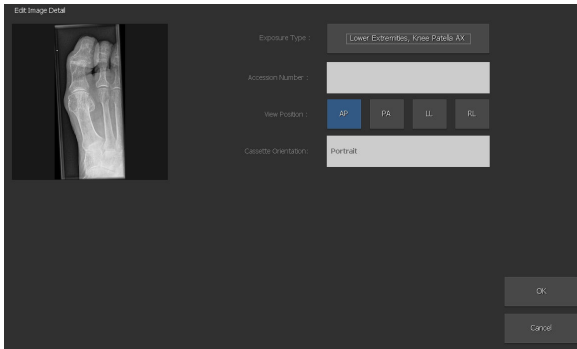 Edit Image Detail
Exposure Type :
Lower Extremities, Knee Patella AX
Accession Number :
View Position :
AP
PA
LL
RL
Cassette Orientation:
Portrait
OK
Cancel